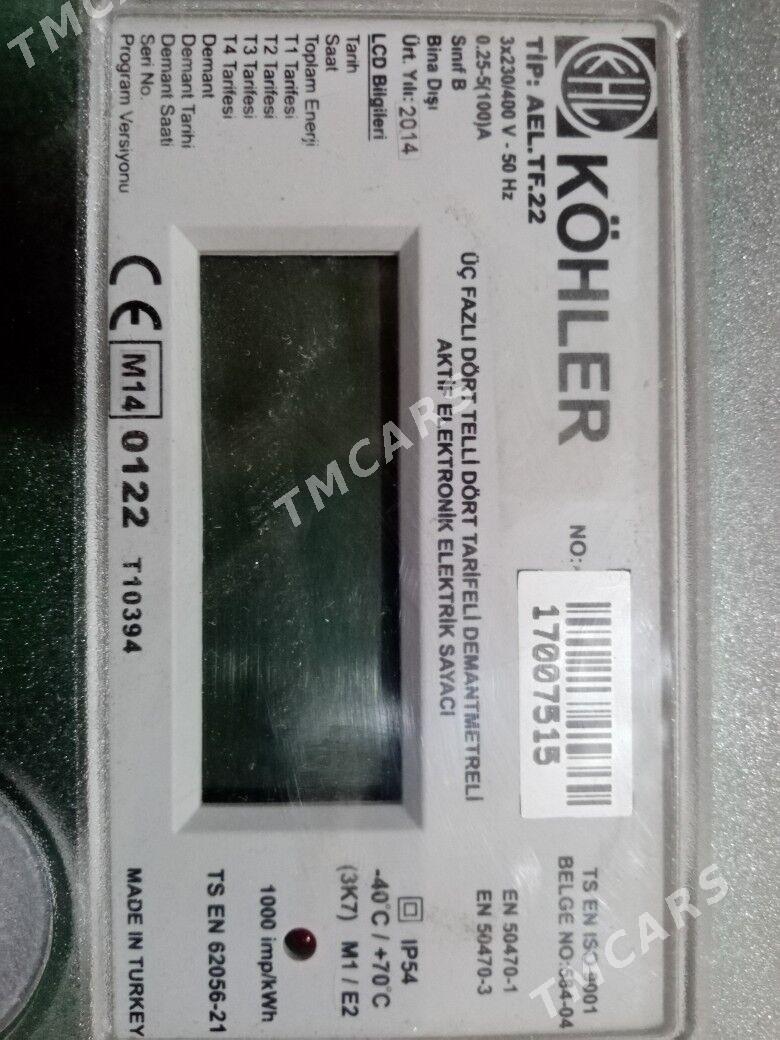 KHL
KÖHLER
NO:
17007515
TS EN ISO 9001
BELGE NO:584-04
TİP: AEL.TF.22
3x230/400 V - 50 Hz
0.25-5(100)A
Sınıf B
Bina Dışı
Ürt. Yılı: 2014
ÜÇ FAZLI DÖRT TELLİ DÖRT TARİFELİ DEMANTMETRELİ
AKTİF ELEKTRONİK ELEKTRİK SAYACI
EN 50470-1
EN 50470-3
LCD Bilgileri
Tarih
Saat
Toplam Enerji
T1 Tarifesi
T2 Tarifesi
T3 Tarifesi
T4 Tarifesi
Demant
Demant Tarihi
Demant Saati
Seri No.
Program Versiyonu
IP54
-40°C / +70°C
(3K7) M1 / E2
1000 imp/kWh
TS EN 62056-21
CE M14 0122 T10394
MADE IN TURKEY
TMCARS
TMCARS
TMCARS